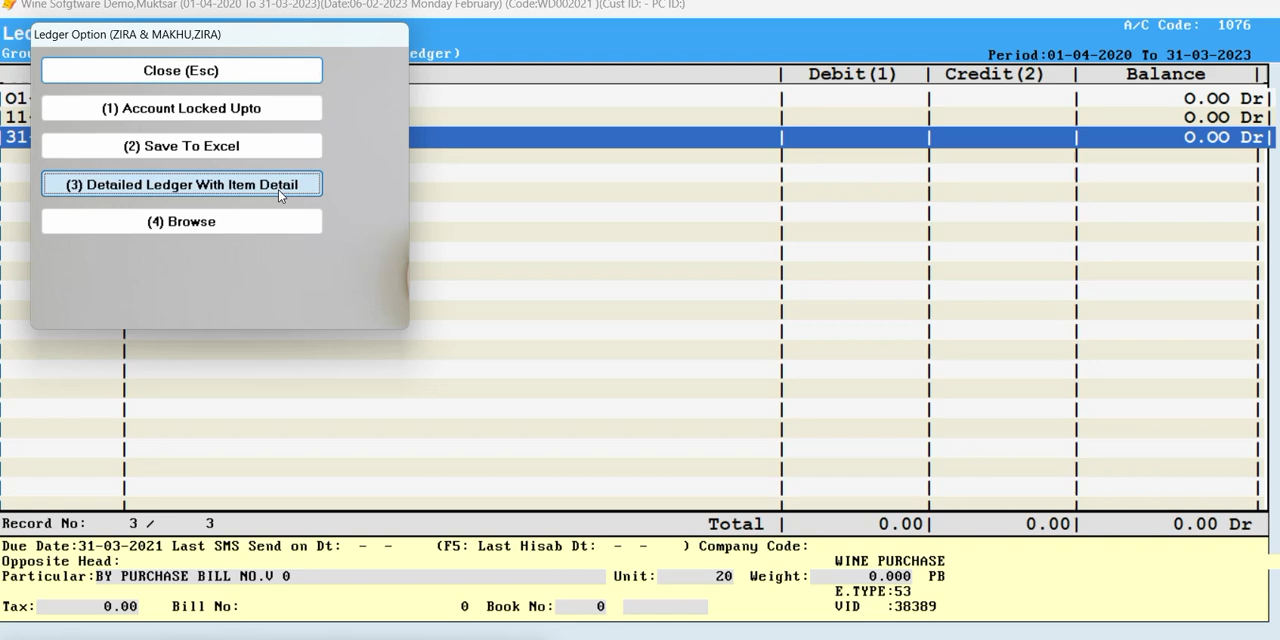 Wine Sofgtware Demo,Muktsar (01-04-2020 To 31-03-2023)(Date:06-02-2023 Monday February) (Code:WD002021 )(Cust ID: - PC ID:)
A/C Code: 1076
Ledger Option (ZIRA & MAKHU,ZIRA)
edger)
Period:01-04-2020 To 31-03-2023
Close (Esc)
Debit(1) Credit(2) Balance
01- 0.00 Dr
(1) Account Locked Upto
11- 0.00 Dr
31- 0.00 Dr
(2) Save To Excel
(3) Detailed Ledger With Item Detail
(4) Browse
Record No: 3 / 3 Total 0.00 0.00 0.00 Dr
Due Date:31-03-2021 Last SMS Send on Dt: - - (F5: Last Hisab Dt: - - ) Company Code:
Opposite Head: WINE PURCHASE
Particular:BY PURCHASE BILL NO.V 0 Unit: 20 Weight: 0.000 PB
E.TYPE:53
Tax: 0.00 Bill No: 0 Book No: 0 VID :38389